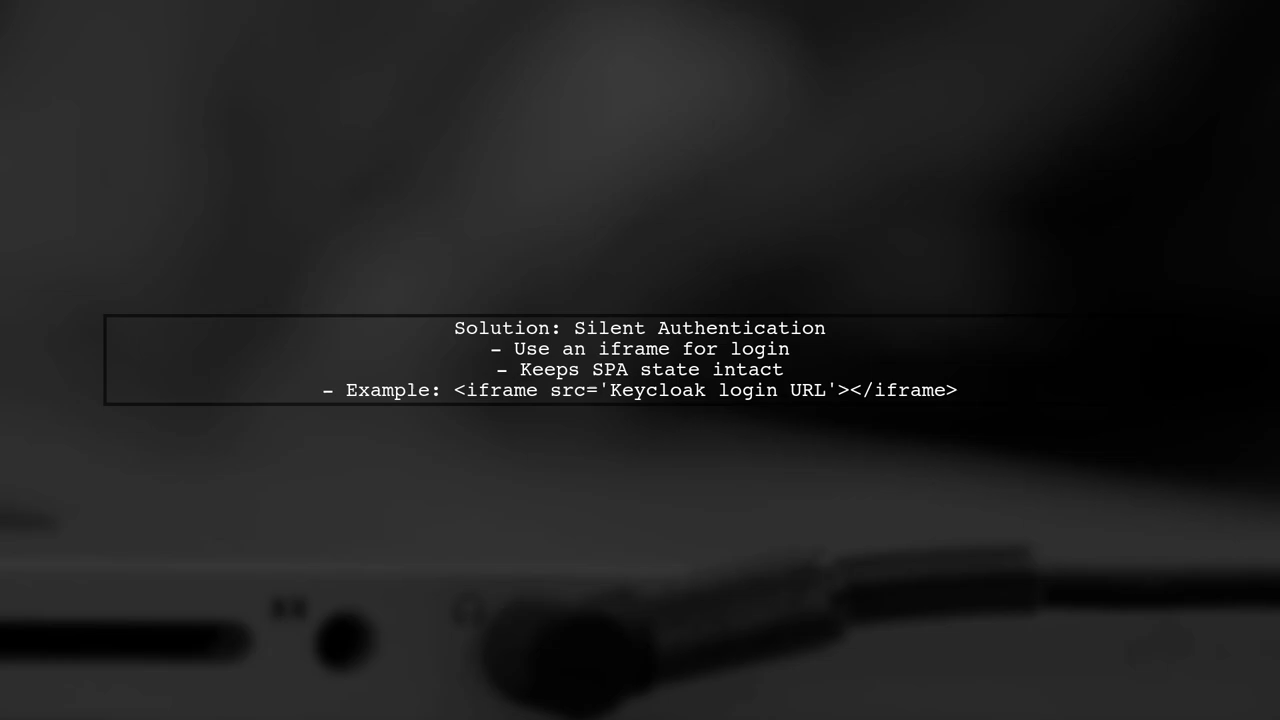 Solution: Silent Authentication
- Use an iframe for login
- Keeps SPA state intact
- Example: <iframe src='Keycloak login URL'></iframe>